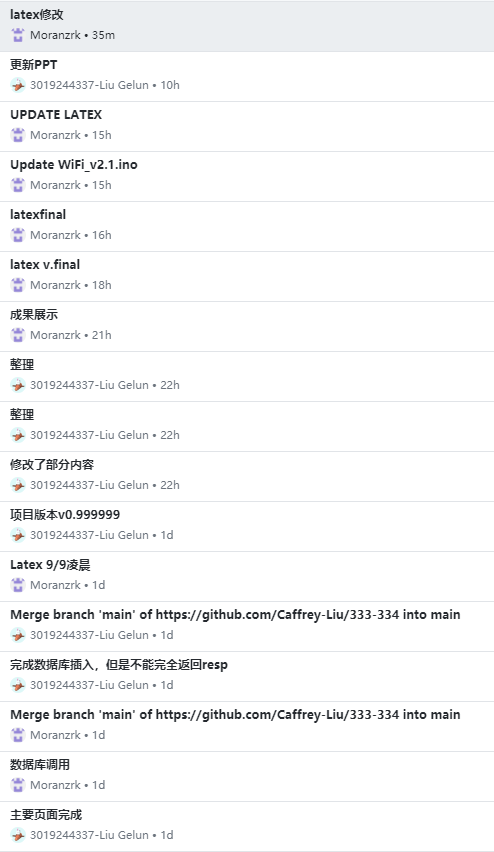 latex修改
Moranzrk • 35m
更新PPT
3019244337-Liu Gelun • 10h
UPDATE LATEX
Moranzrk • 15h
Update WiFi_v2.1.ino
Moranzrk • 15h
latexfinal
Moranzrk • 16h
latex v.final
Moranzrk • 18h
成果展示
Moranzrk • 21h
整理
3019244337-Liu Gelun • 22h
整理
3019244337-Liu Gelun • 22h
修改了部分内容
3019244337-Liu Gelun • 22h
项目版本v0.999999
3019244337-Liu Gelun • 1d
Latex 9/9凌晨
Moranzrk • 1d
Merge branch 'main' of https://github.com/Caffrey-Liu/333-334 into main
3019244337-Liu Gelun • 1d
完成数据库插入，但是不能完全返回resp
3019244337-Liu Gelun • 1d
Merge branch 'main' of https://github.com/Caffrey-Liu/333-334 into main
Moranzrk • 1d
数据库调用
Moranzrk • 1d
主要页面完成
3019244337-Liu Gelun • 1d